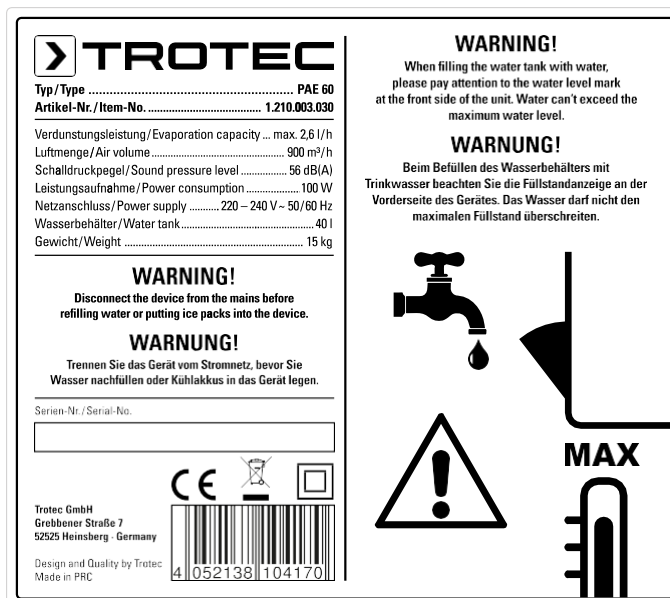 TROTEC
Typ/Type ........................................................... PAE 60
Artikel-Nr./Item-No. ...................................... 1.210.003.030
Verdunstungsleistung/Evaporation capacity ... max. 2,6 l/h
Luftmenge/Air volume ............................................. 900 m³/h
Schalldruckpegel/Sound pressure level ............... 56 dB(A)
Leistungsaufnahme/Power consumption .................. 100 W
Netzanschluss/Power supply .......... 220 – 240 V ~ 50/60 Hz
Wasserbehälter/Water tank ............................................. 40 l
Gewicht/Weight ............................................................ 15 kg
WARNING!
Disconnect the device from the mains before
refilling water or putting ice packs into the device.
WARNUNG!
Trennen Sie das Gerät vom Stromnetz, bevor Sie
Wasser nachfüllen oder Kühlakkus in das Gerät legen.
Serien-Nr./Serial-No.
CE
Trotec GmbH
Grebbener Straße 7
52525 Heinsberg · Germany
Design and Quality by Trotec
Made in PRC
4 052138 104170
WARNING!
When filling the water tank with water,
please pay attention to the water level mark
at the front side of the unit. Water can't exceed the
maximum water level.
WARNUNG!
Beim Befüllen des Wasserbehälters mit
Trinkwasser beachten Sie die Füllstandanzeige an der
Vorderseite des Gerätes. Das Wasser darf nicht den
maximalen Füllstand überschreiten.
MAX